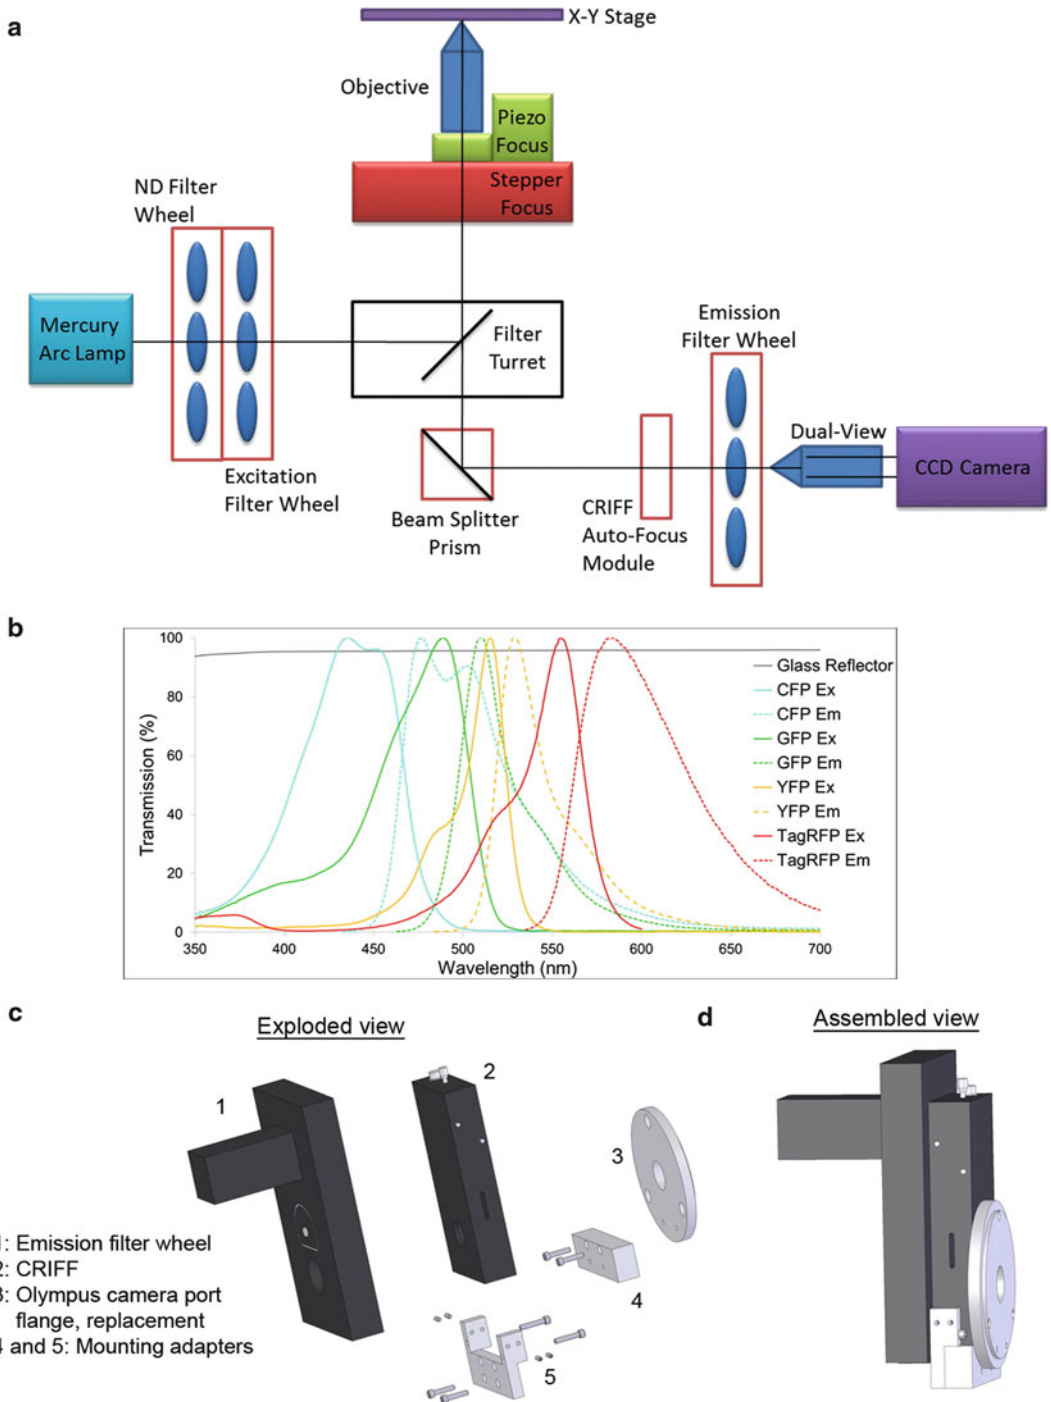 a
X-Y Stage
Objective
Piezo
Focus
Stepper
Focus
ND Filter
Wheel
Mercury
Arc Lamp
Filter
Turret
Emission
Filter Wheel
Excitation
Filter Wheel
Beam Splitter
Prism
CRIFF
Auto-Focus
Module
Dual-View
CCD Camera
b
Transmission (%)
100
80
60
40
20
0
350
400
450
500
550
600
650
700
Wavelength (nm)
Glass Reflector
CFP Ex
CFP Em
GFP Ex
GFP Em
YFP Ex
YFP Em
TagRFP Ex
TagRFP Em
c
Exploded view
1
2
3
4
5
1: Emission filter wheel
2: CRIFF
3: Olympus camera port
flange, replacement
4 and 5: Mounting adapters
d
Assembled view